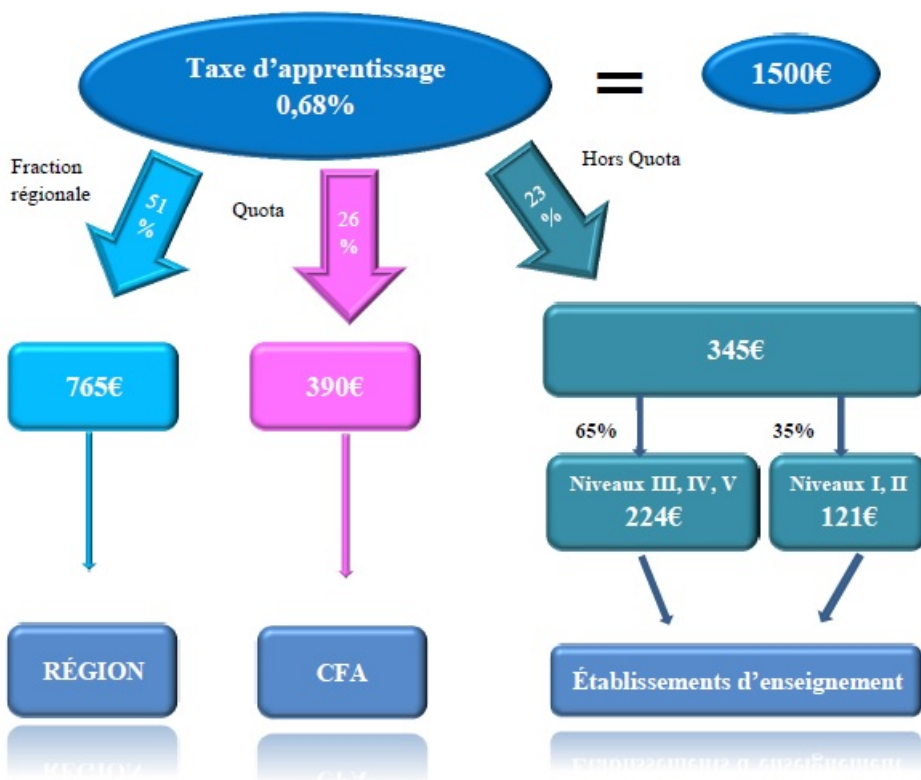 Taxe d’apprentissage
0,68%
=
1500€
Fraction
régionale
51
%
Quota
26
%
Hors Quota
23
%
765€
390€
345€
65%
35%
Niveaux III, IV, V
224€
Niveaux I, II
121€
RÉGION
CFA
Établissements d’enseignement